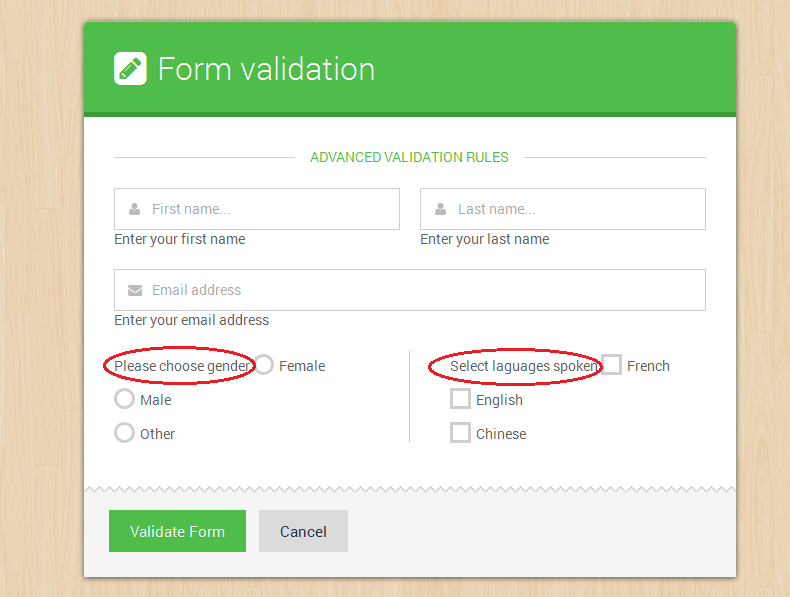 Form validation
ADVANCED VALIDATION RULES
First name...
Last name...
Enter your first name
Enter your last name
Email address
Enter your email address
Please choose gender
Female
Male
Other
Select laguages spoken
French
English
Chinese
Validate Form
Cancel